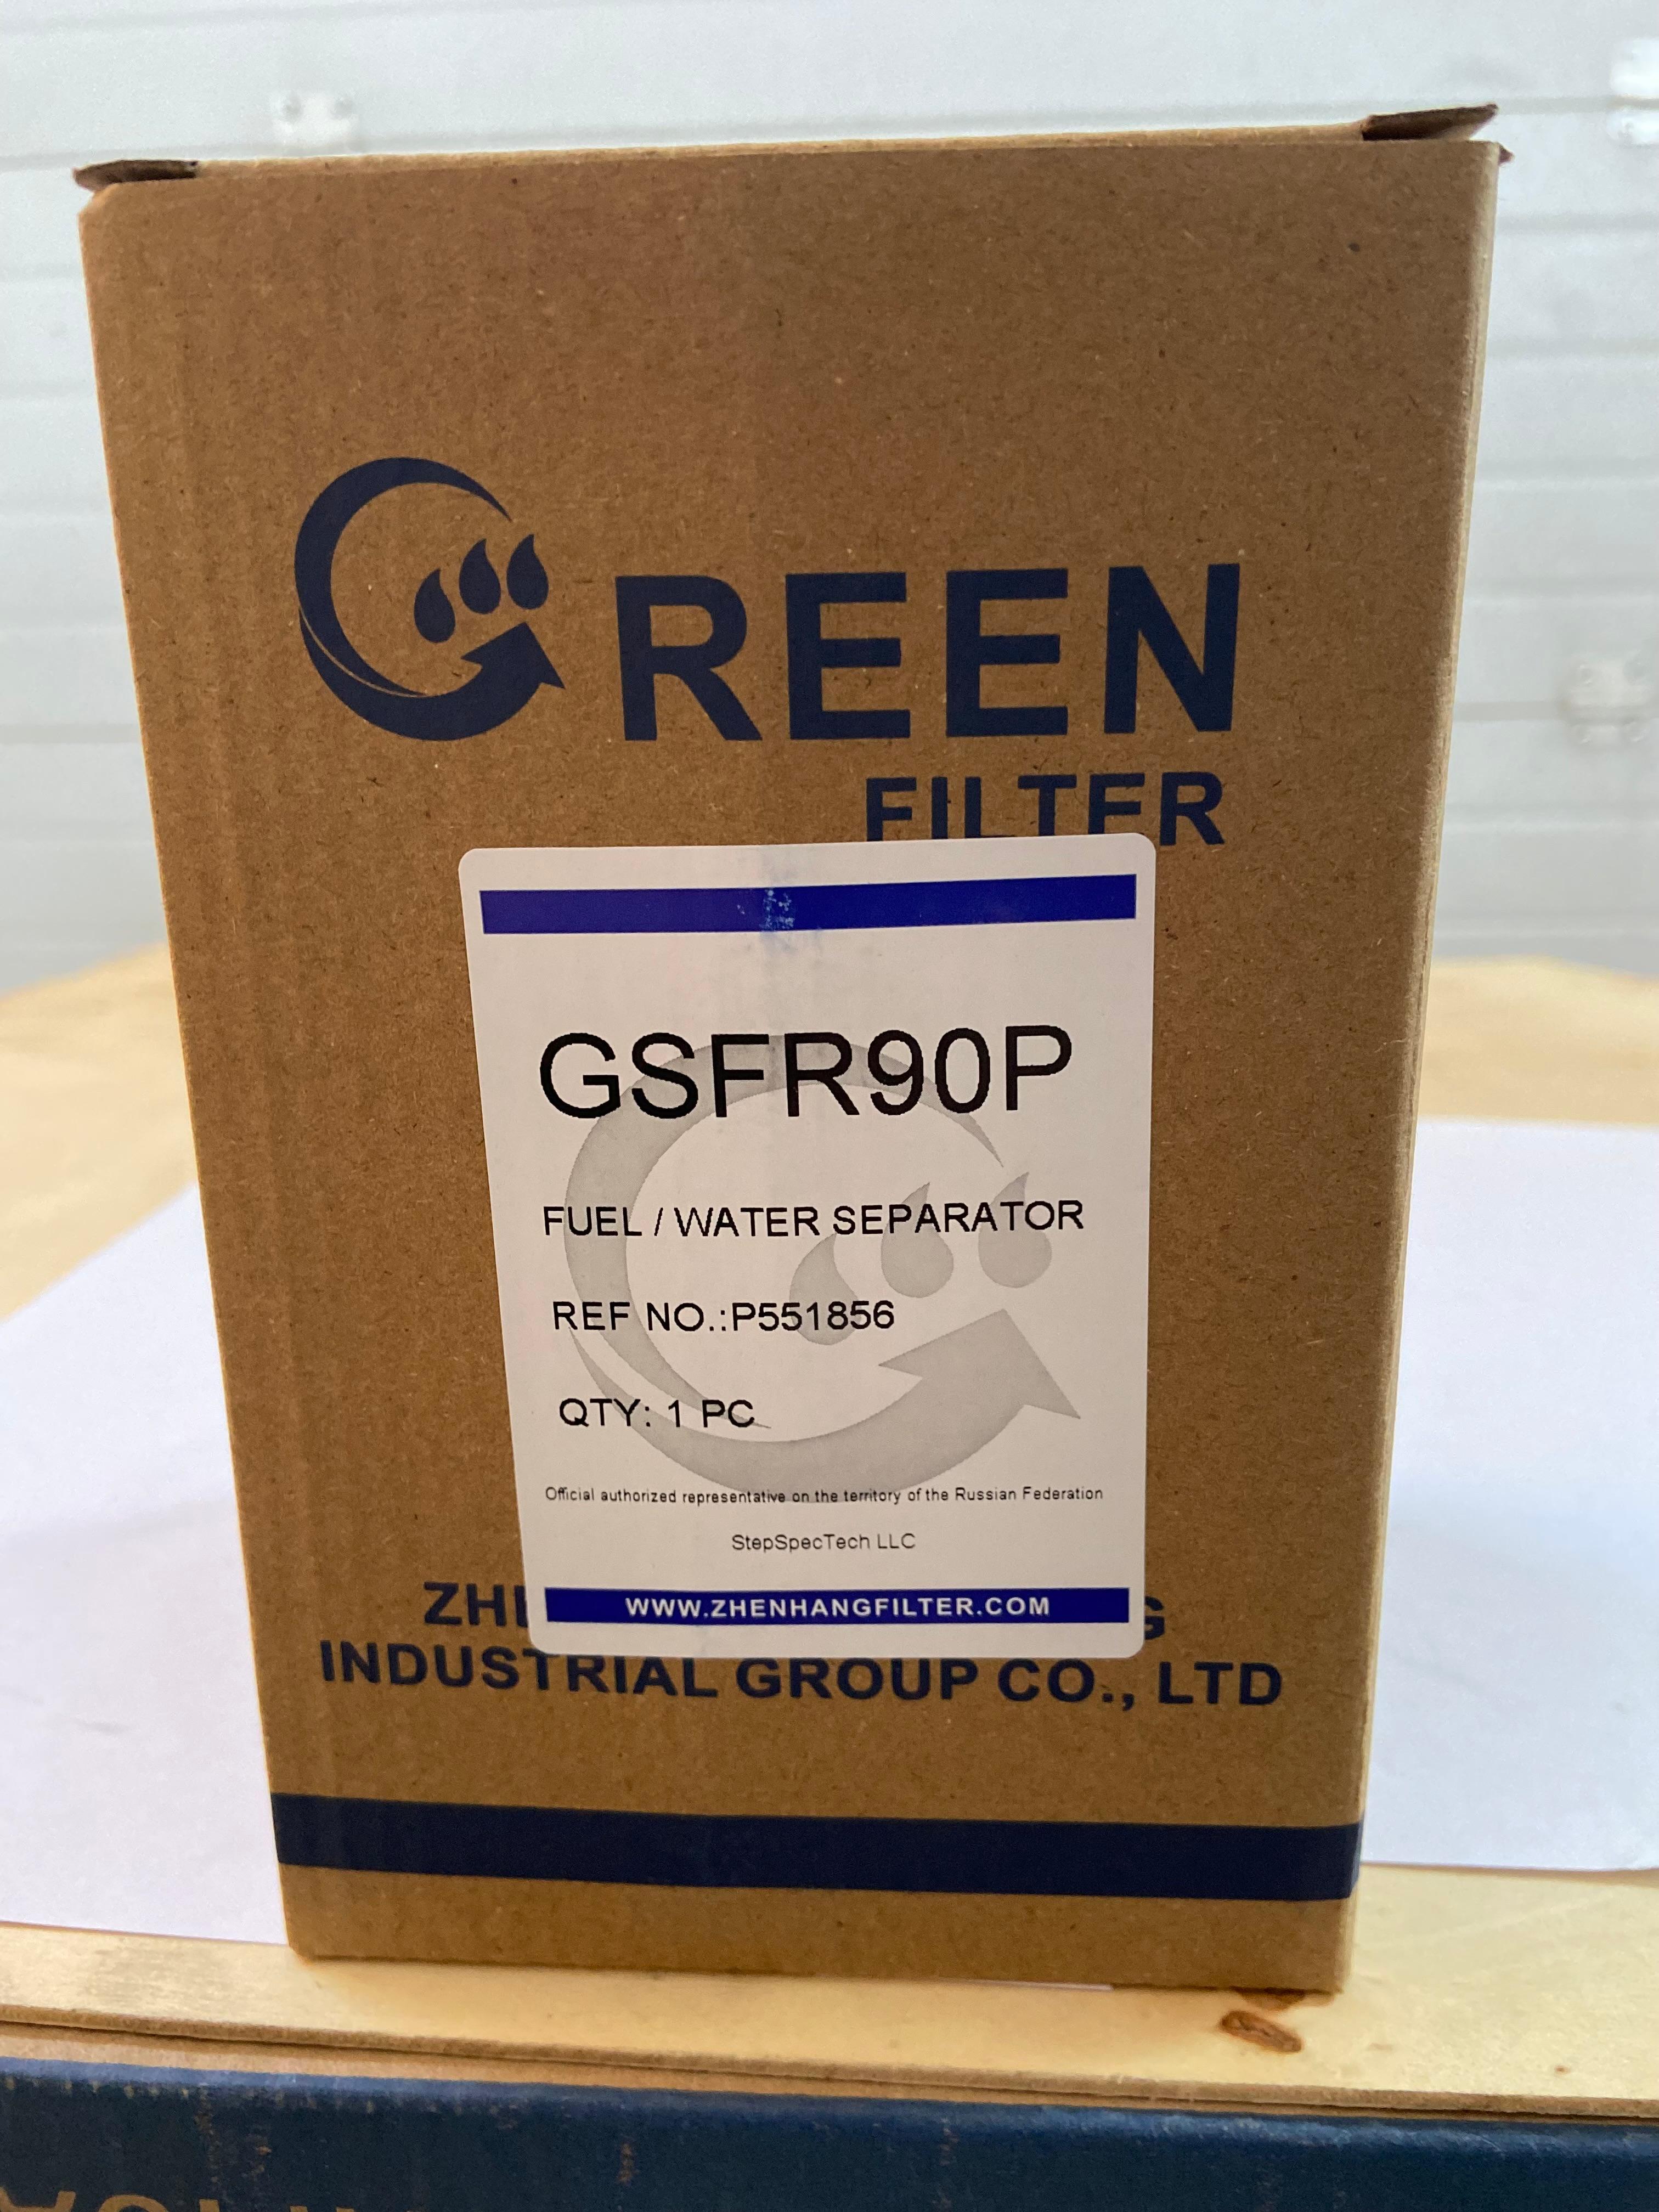 GREEN
FILTER
GSFR90P
FUEL / WATER SEPARATOR
REF NO.:P551856
QTY: 1 PC
Official authorized representative on the territory of the Russian Federation
StepSpecTech LLC
WWW.ZHENHANGFILTER.COM
INDUSTRIAL GROUP CO., LTD